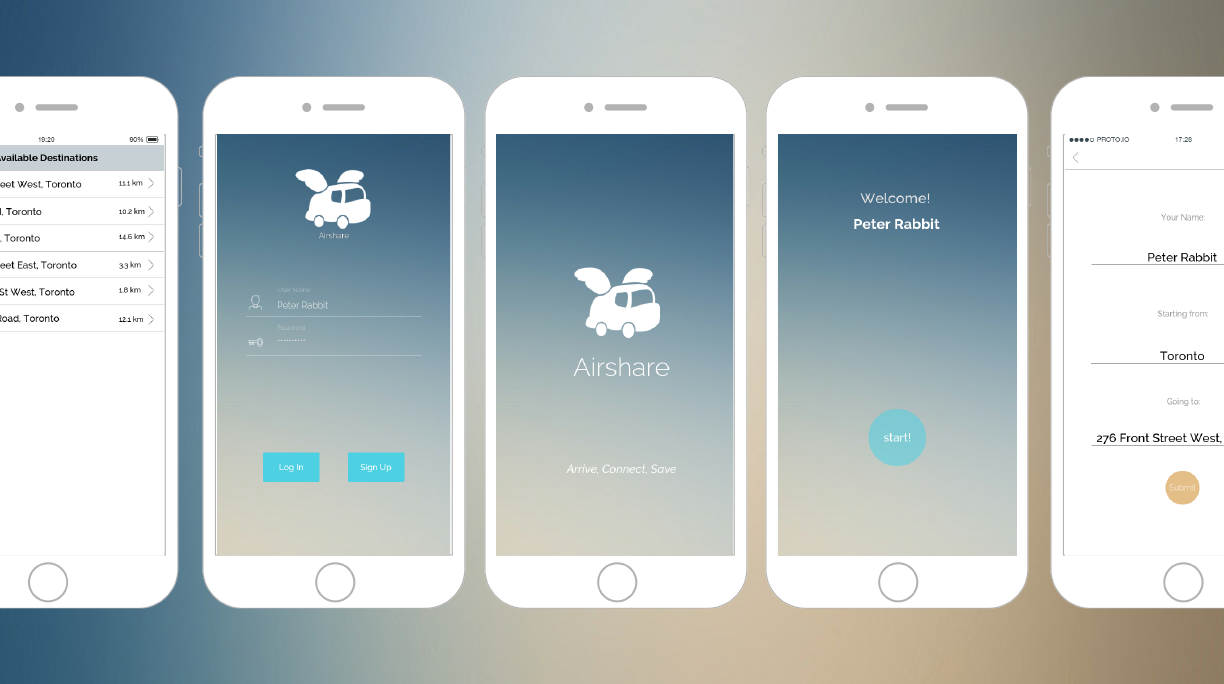 19:20
90%
Available Destinations
eet West, Toronto
11.1 km
, Toronto
10.2 km
, Toronto
14.6 km
eet East, Toronto
3.3 km
St West, Toronto
1.8 km
Road, Toronto
12.1 km
Airshare
User Name
Peter Rabbit
Password
Log in
Sign Up
Airshare
Arrive, Connect, Save
Welcome!
Peter Rabbit
start!
PROTO.IO
17:28
Your Name:
Peter Rabbit
Starting from:
Toronto
Going to:
276 Front Street West,
Submit